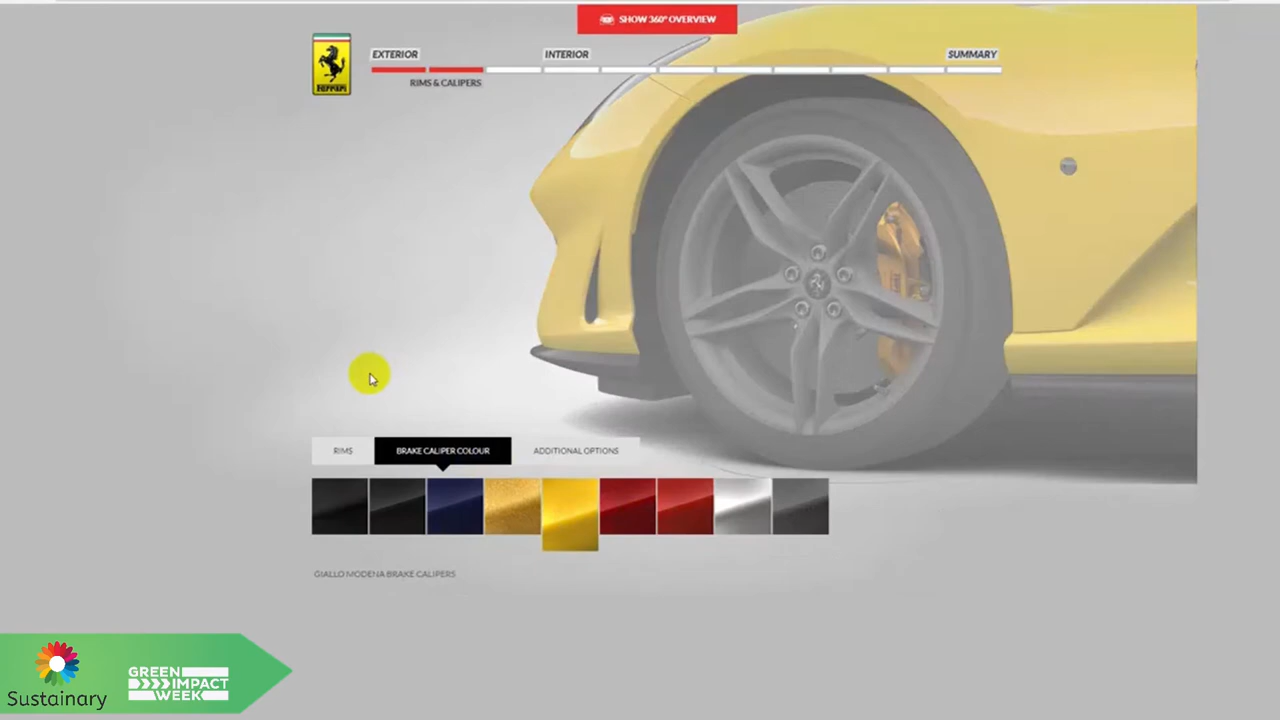 SHOW 360° OVERVIEW
EXTERIOR
INTERIOR
SUMMARY
RIMS & CALIPERS
Ferrari
RIMS
BRAKE CALIPER COLOUR
ADDITIONAL OPTIONS
GIALLO MODENA BRAKE CALIPERS
Sustainary
GREEN
IMPACT
WEEK